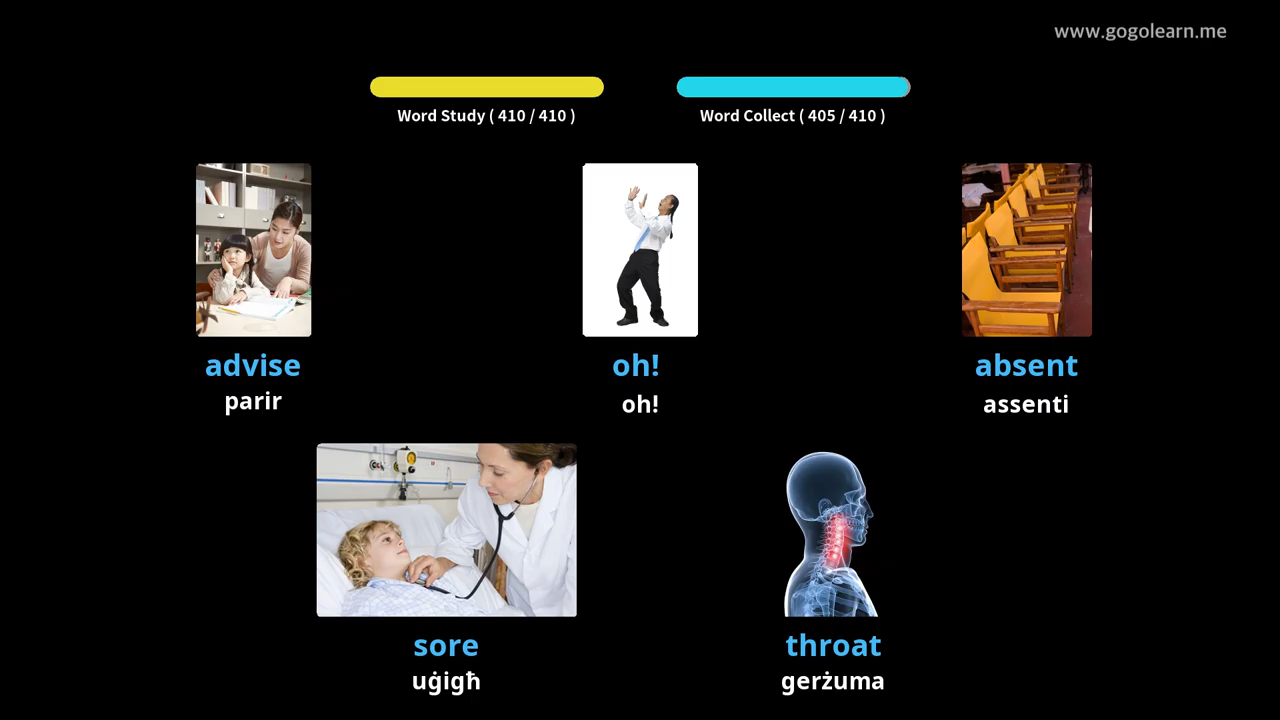 www.gogolearn.me
Word Study ( 410 / 410 )
Word Collect ( 405 / 410 )
advise
parir
oh!
oh!
absent
assenti
sore
uġigħ
throat
gerżuma